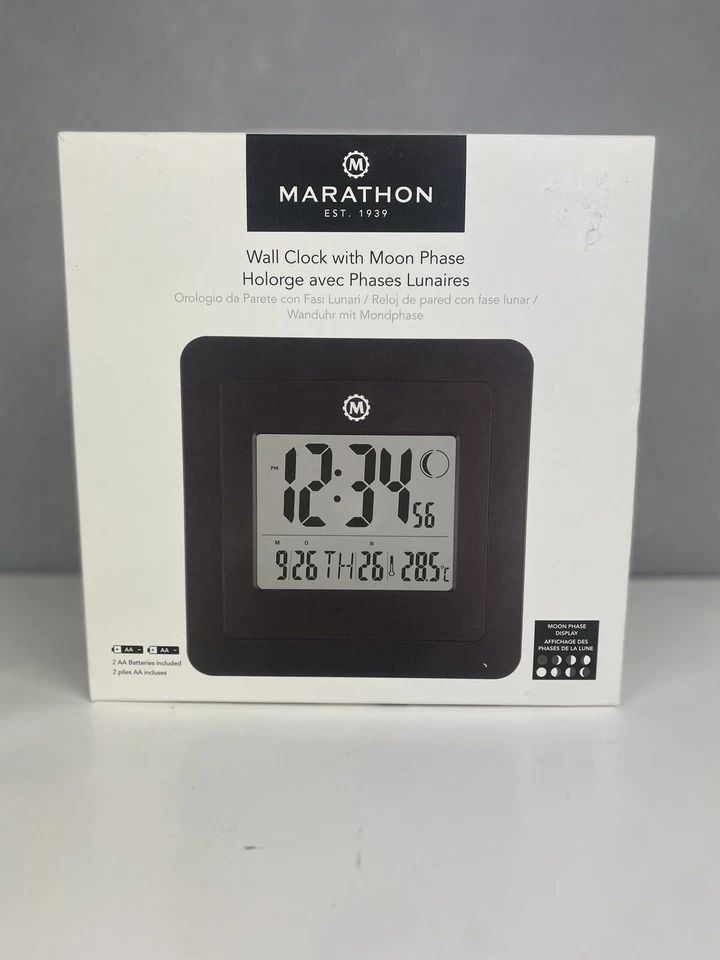 M
MARATHON
EST. 1939
Wall Clock with Moon Phase
Holorge avec Phases Lunaires
Orologio da Parete con Fasi Lunari / Reloj de pared con fase lunar /
Wanduhr mit Mondphase
M
PM 12:34 56
M D W
9 26 TH 26 28.5°C
+ AA - + AA -
2 AA Batteries included
2 piles AA incluses
MOON PHASE
DISPLAY
AFFICHAGE DES
PHASES DE LA LUNE